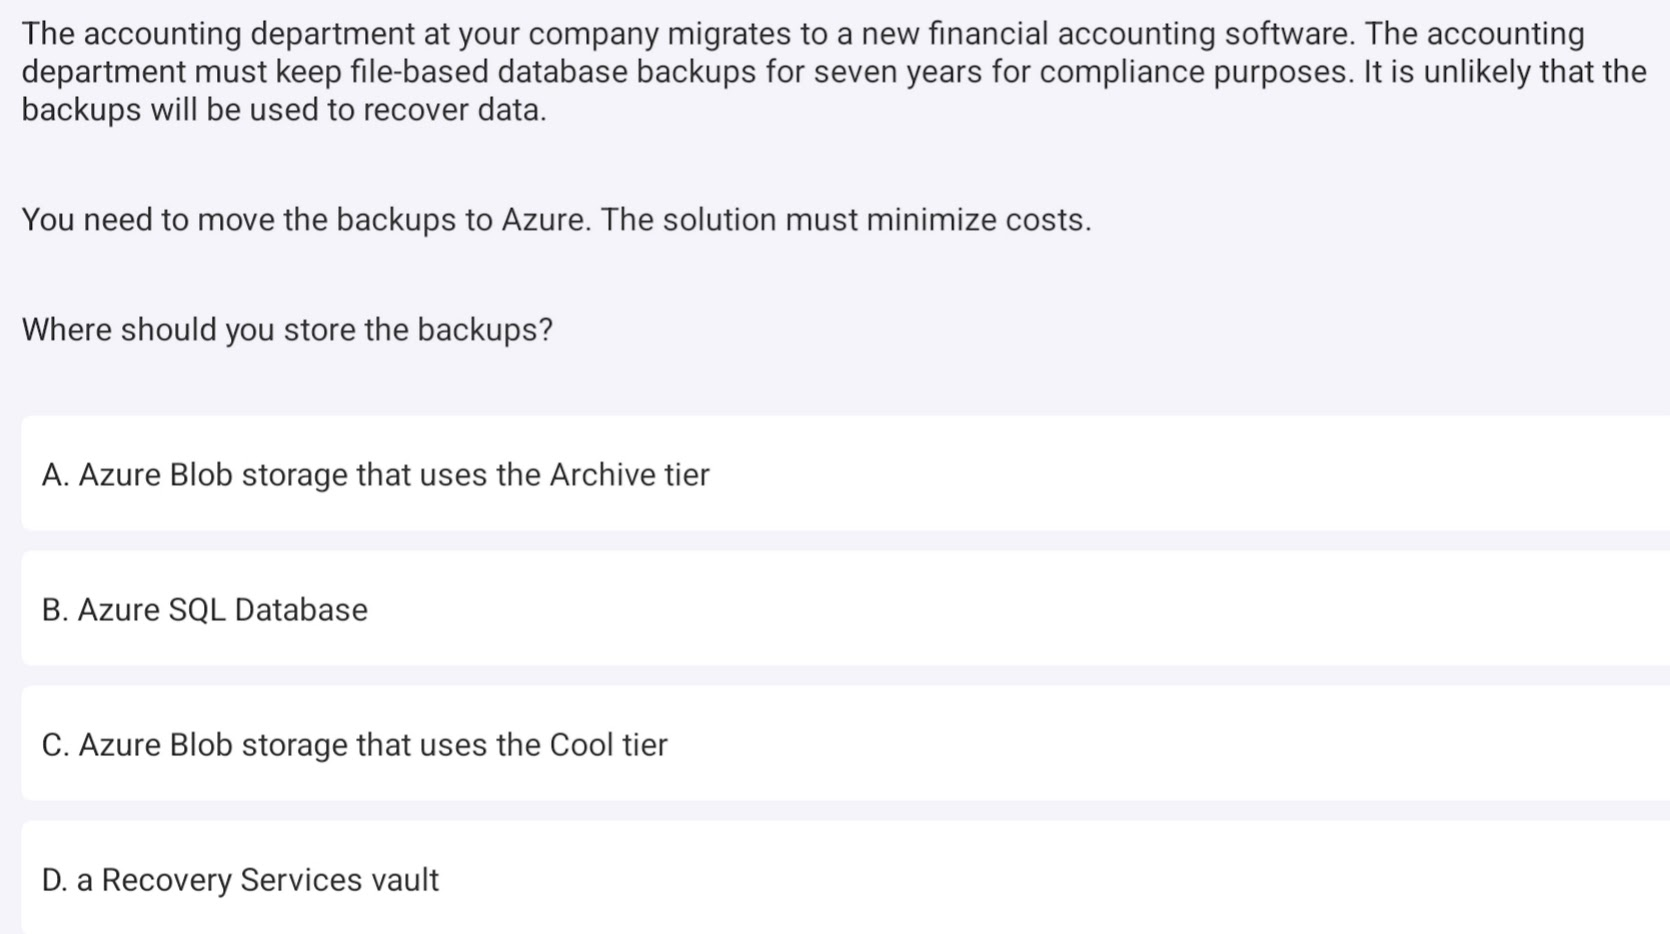 The accounting department at your company migrates to a new financial accounting software. The accounting
department must keep file-based database backups for seven years for compliance purposes. It is unlikely that the
backups will be used to recover data.
You need to move the backups to Azure. The solution must minimize costs.
Where should you store the backups?
A. Azure Blob storage that uses the Archive tier
B. Azure SQL Database
C. Azure Blob storage that uses the Cool tier
D. a Recovery Services vault